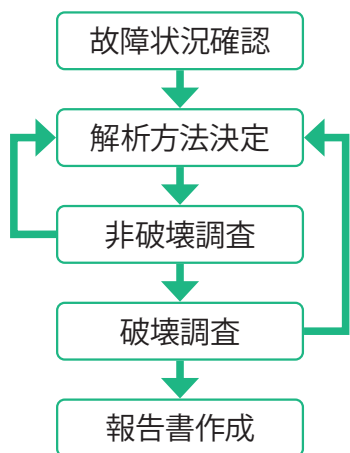 故障状況確認
解析方法決定
非破壊調査
破壊調査
報告書作成